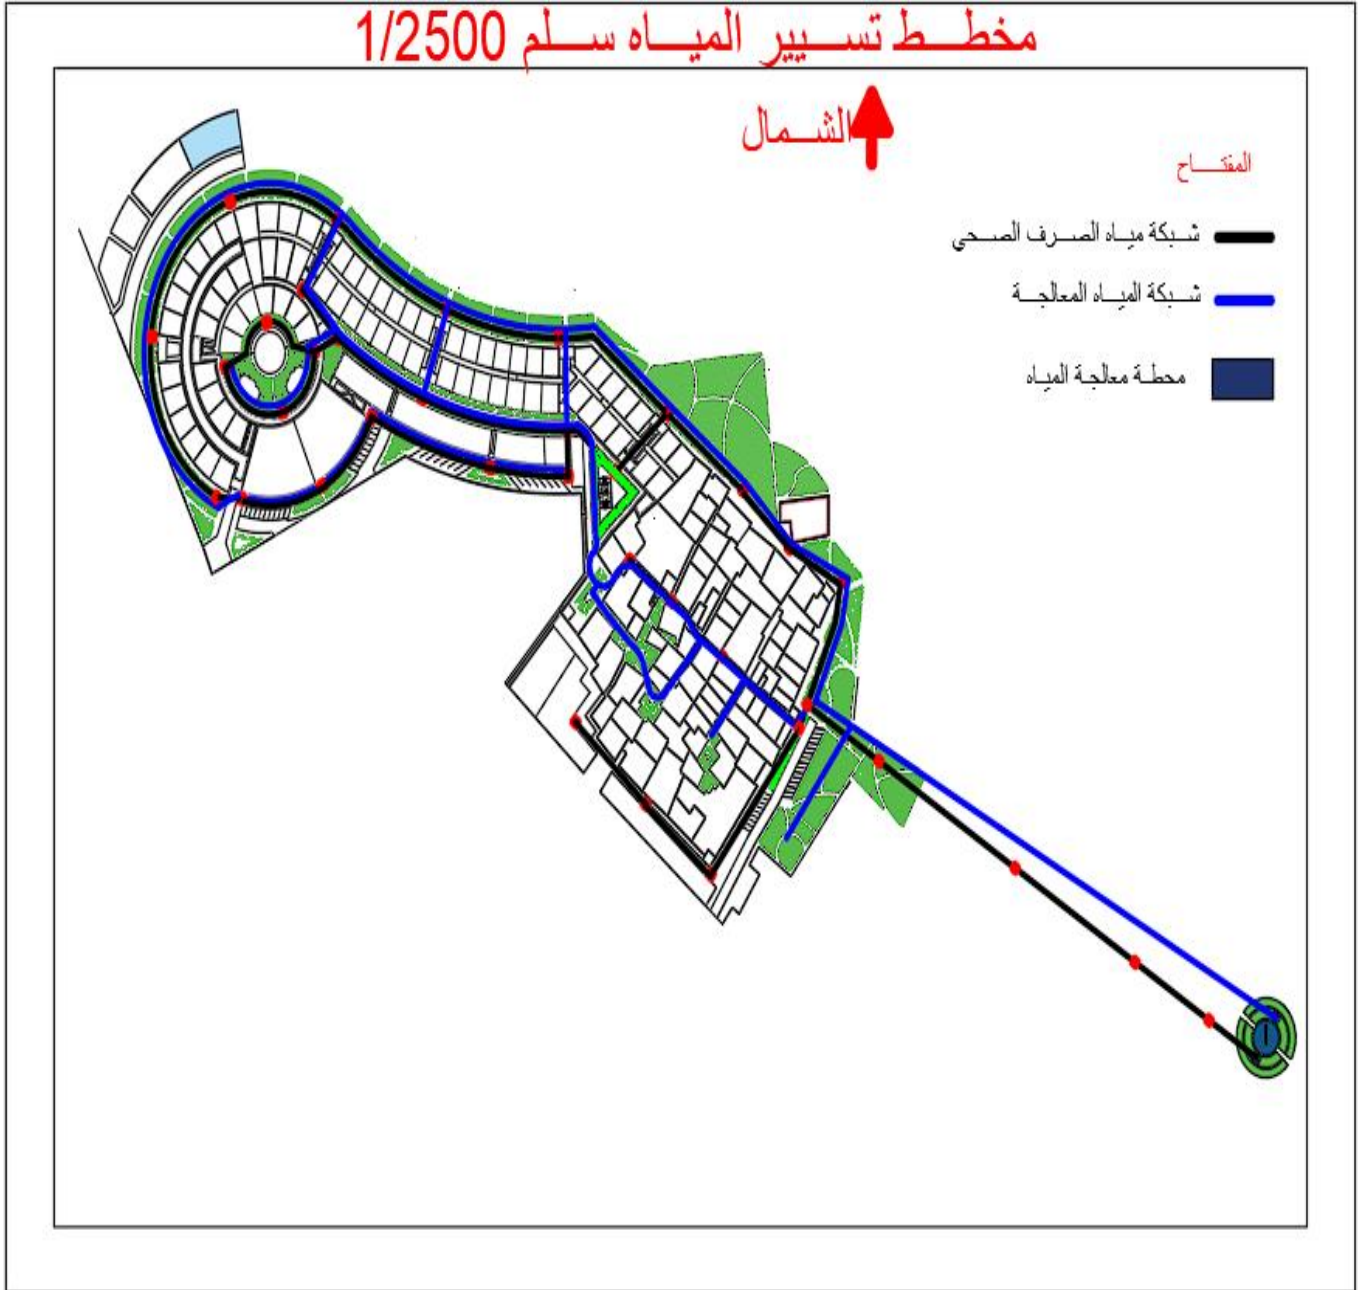 مخطط تسيير المياه سلم 1/2500
الشمال
المفتاح
شبكة مياه الصرف الصحي
شبكة المياه المعالجة
محطة معالجة المياه